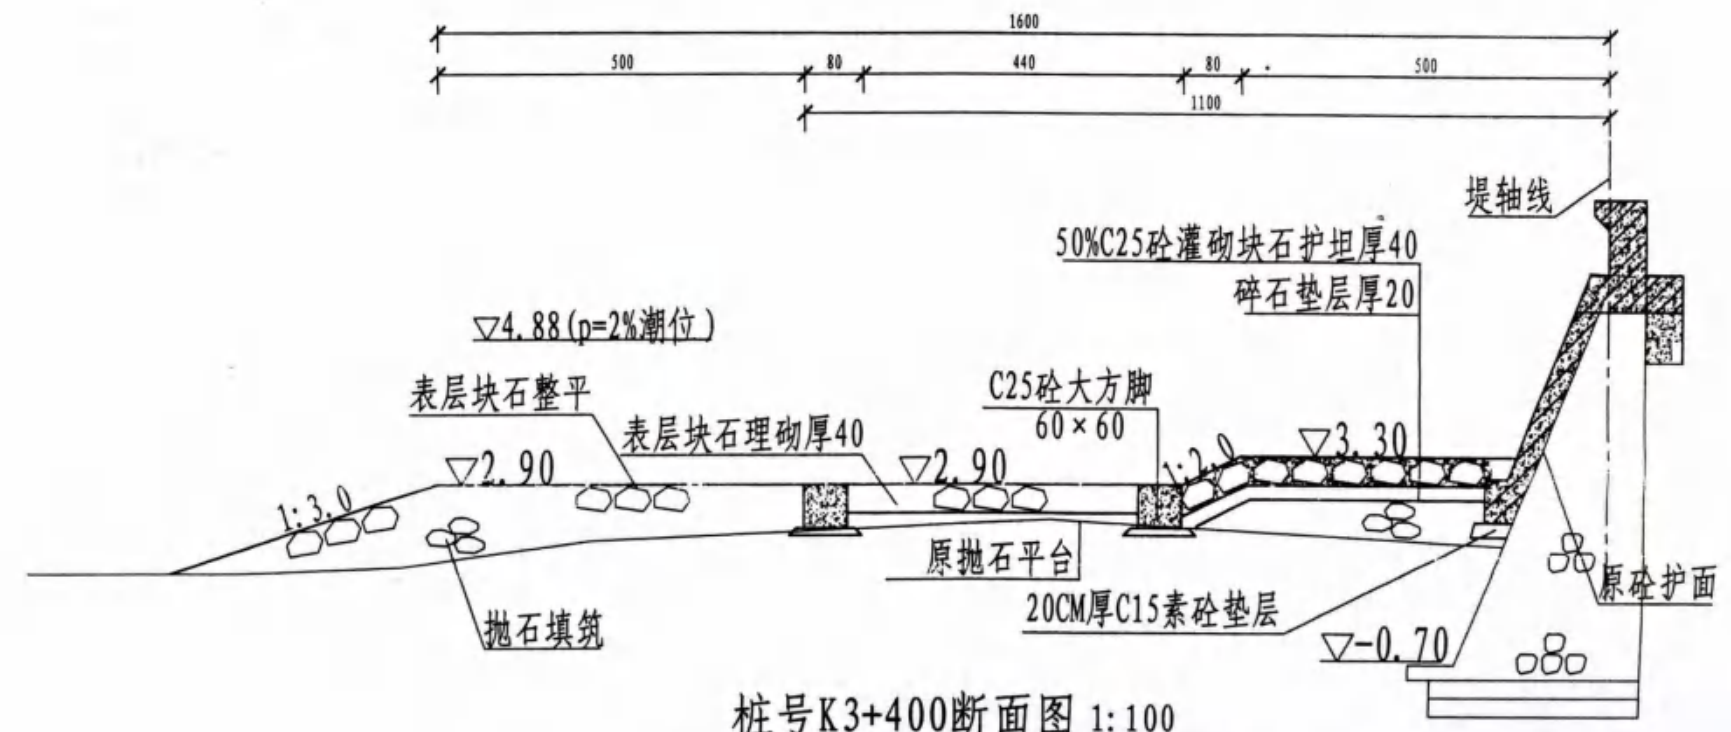 1600
500 80 440 80 500
1100
堤轴线
50%C25砼灌砌块石护坦厚40
碎石垫层厚20
▽4.88(p=2%潮位)
表层块石整平
C25砼大方脚
60×60
表层块石理砌厚40
▽3.30
▽2.90
▽2.90
1:2.0
1:3.0
原抛石平台
原砼护面
20CM厚C15素砼垫层
抛石填筑
▽-0.70
桩号K3+400断面图 1:100